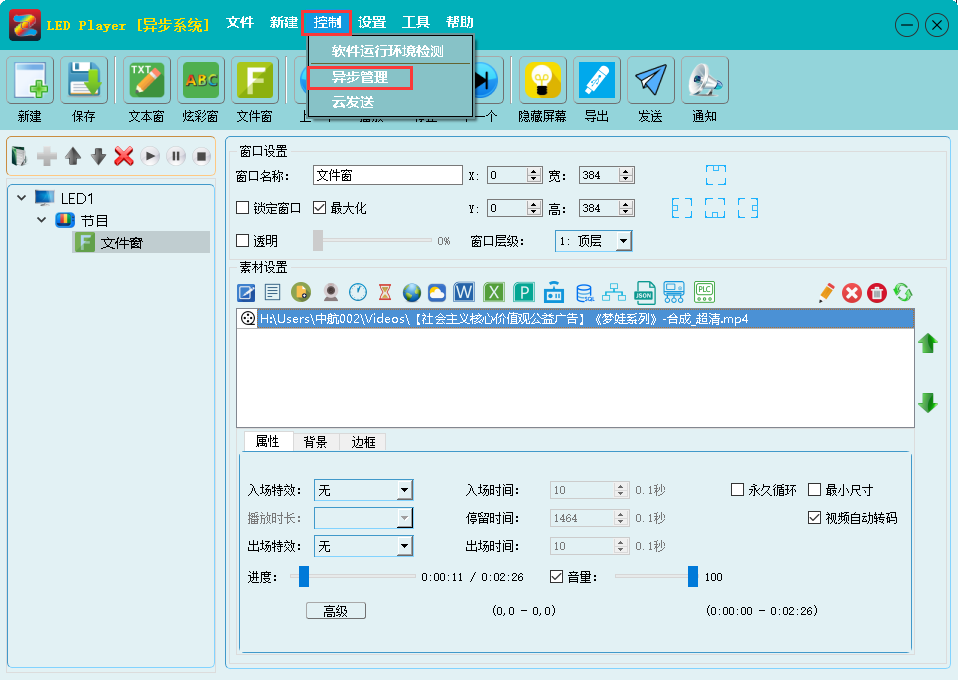 LED Player [异步系统]
文件 新建 控制 设置 工具 帮助
软件运行环境检测
异步管理
云发送
TXT
ABC
F
新建 保存 文本窗 炫彩窗 文件窗 隐藏屏幕 导出 发送 通知
LED1
节目
F 文件窗
窗口设置
窗口名称: 文件窗 X: 0 宽: 384
锁定窗口 最大化 Y: 0 高: 384
透明 0% 窗口层级: 1: 顶层
素材设置
W X P SQL JSON PLC
H:\Users\中航002\Videos\【社会主义核心价值观公益广告】《梦娃系列》-合成_超清.mp4
属性 背景 边框
入场特效: 无 入场时间: 10 0.1秒 永久循环 最小尺寸
播放时长: 停留时间: 1464 0.1秒 视频自动转码
出场特效: 无 出场时间: 10 0.1秒
进度: 0:00:11 / 0:02:26 音量: 100
高级 (0,0 - 0,0) (0:00:00 - 0:02:26)